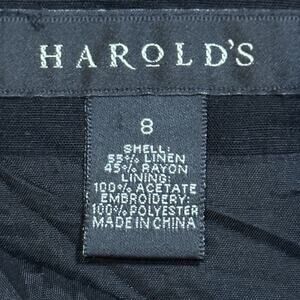 HAROLD'S
8
SHELL:
55% LINEN
45% RAYON
LINING:
100% ACETATE
EMBROIDERY:
100% POLYESTER
MADE IN CHINA